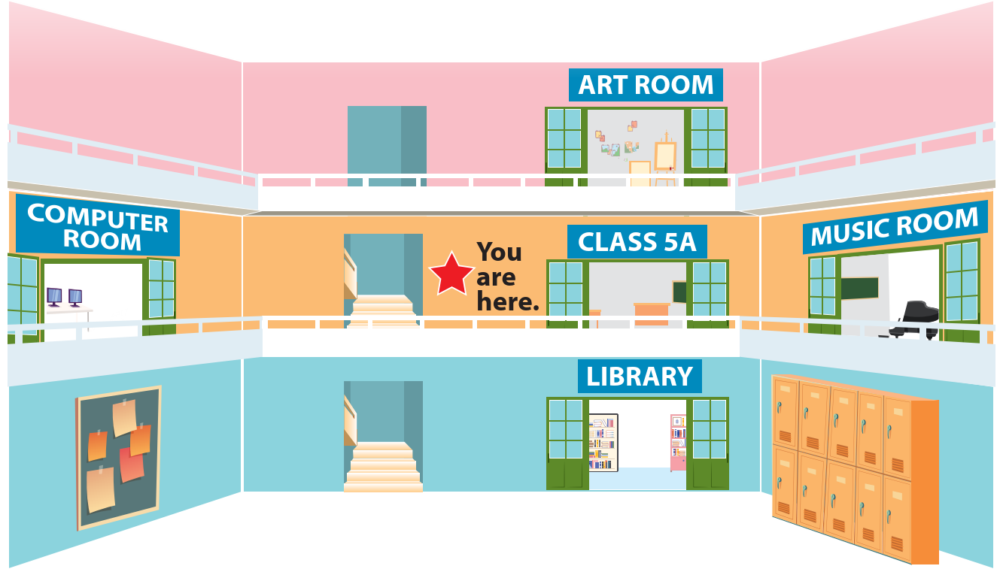 ART ROOM
COMPUTER
ROOM
You
are
here.
CLASS 5A
MUSIC ROOM
LIBRARY